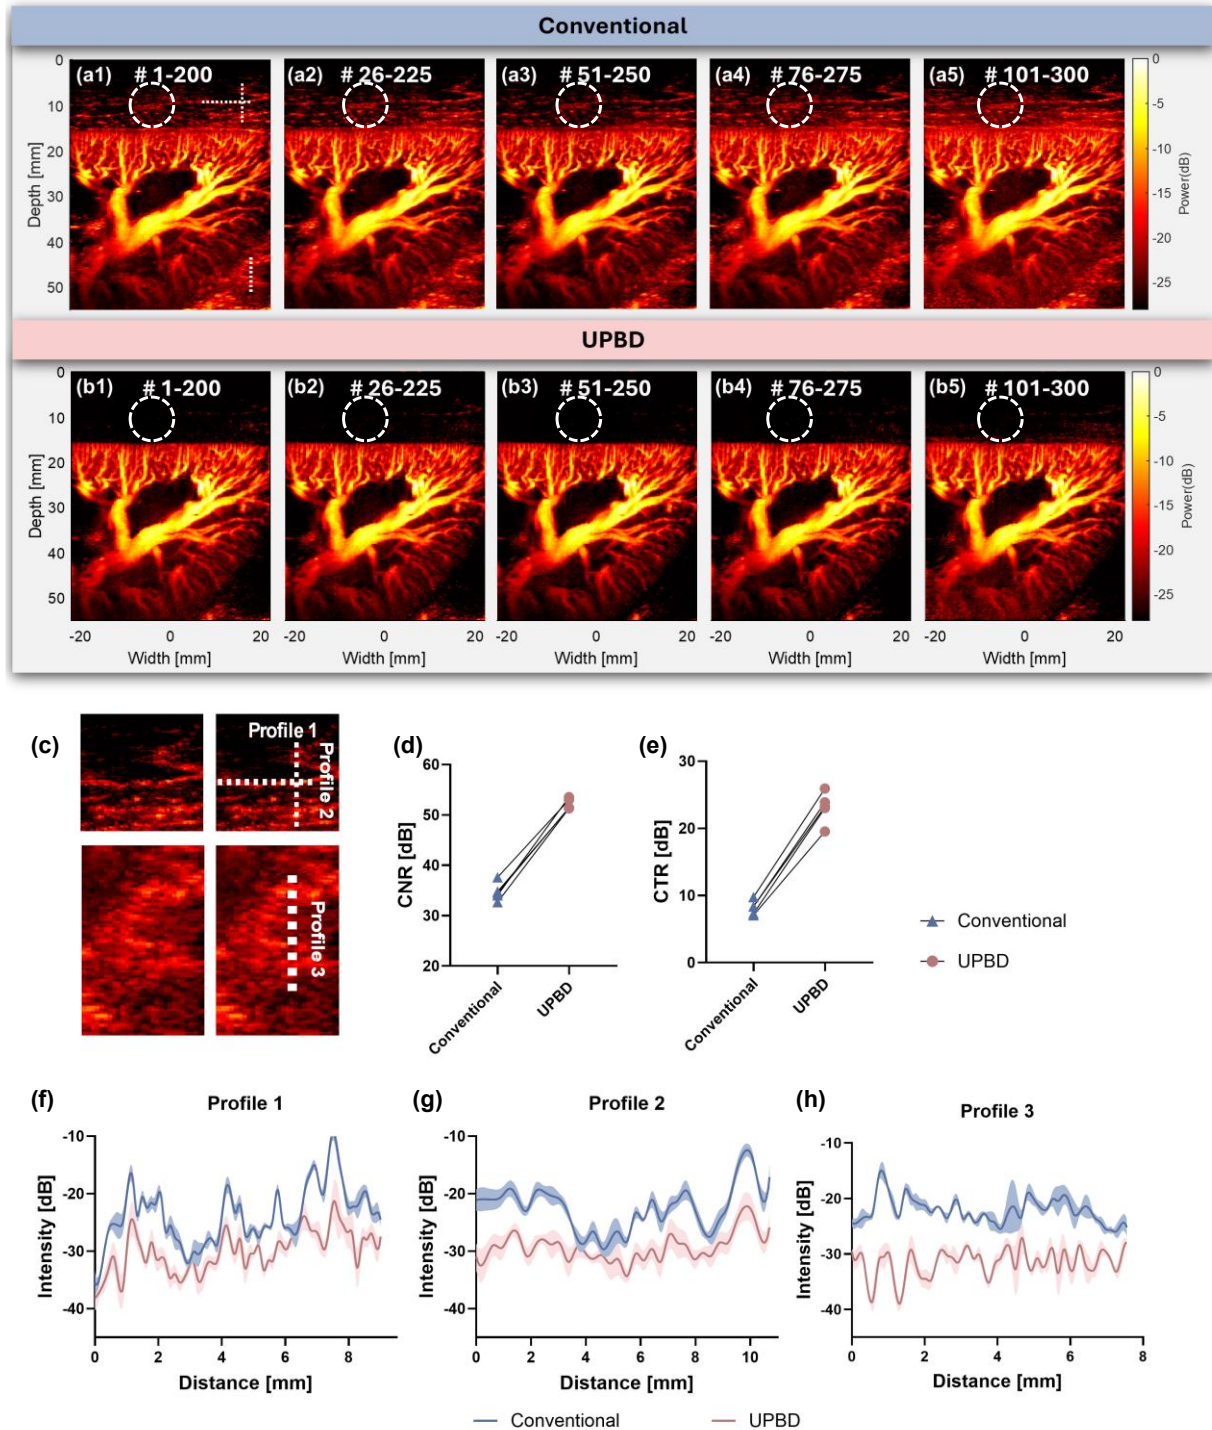 Conventional
(a1) # 1-200
(a2) # 26-225
(a3) # 51-250
(a4) # 76-275
(a5) # 101-300
0
10
20
30
40
50
Depth [mm]
0
-5
-10
-15
-20
-25
Power(dB)
UPBD
(b1) # 1-200
(b2) # 26-225
(b3) # 51-250
(b4) # 76-275
(b5) # 101-300
0
10
20
30
40
50
Depth [mm]
0
-5
-10
-15
-20
-25
Power(dB)
-20 0 20
-20 0 20
-20 0 20
-20 0 20
-20 0 20
Width [mm]
Width [mm]
Width [mm]
Width [mm]
Width [mm]
(c)
Profile 1
Profile 2
Profile 3
(d)
60
50
40
30
20
CNR [dB]
Conventional
UPBD
(e)
30
20
10
0
CTR [dB]
Conventional
UPBD
Conventional
UPBD
(f)
Profile 1
-10
-20
-30
-40
Intensity [dB]
0 2 4 6 8
Distance [mm]
(g)
Profile 2
-10
-20
-30
-40
Intensity [dB]
0 2 4 6 8 10
Distance [mm]
(h)
Profile 3
-10
-20
-30
-40
Intensity [dB]
0 2 4 6 8
Distance [mm]
Conventional
UPBD